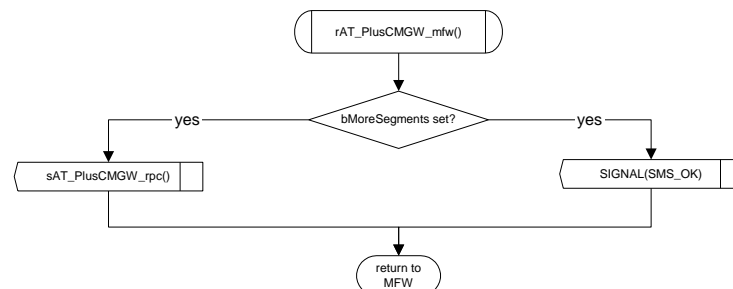 rAT_PlusCMGW_mfw()
bMoreSegments set?
yes
yes
sAT_PlusCMGW_rpc()
SIGNAL(SMS_OK)
return to
MFW